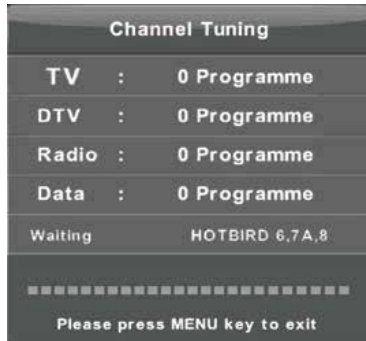 Channel Tuning
TV : 0 Programme
DTV : 0 Programme
Radio : 0 Programme
Data : 0 Programme
Waiting HOTBIRD 6,7A,8
Please press MENU key to exit